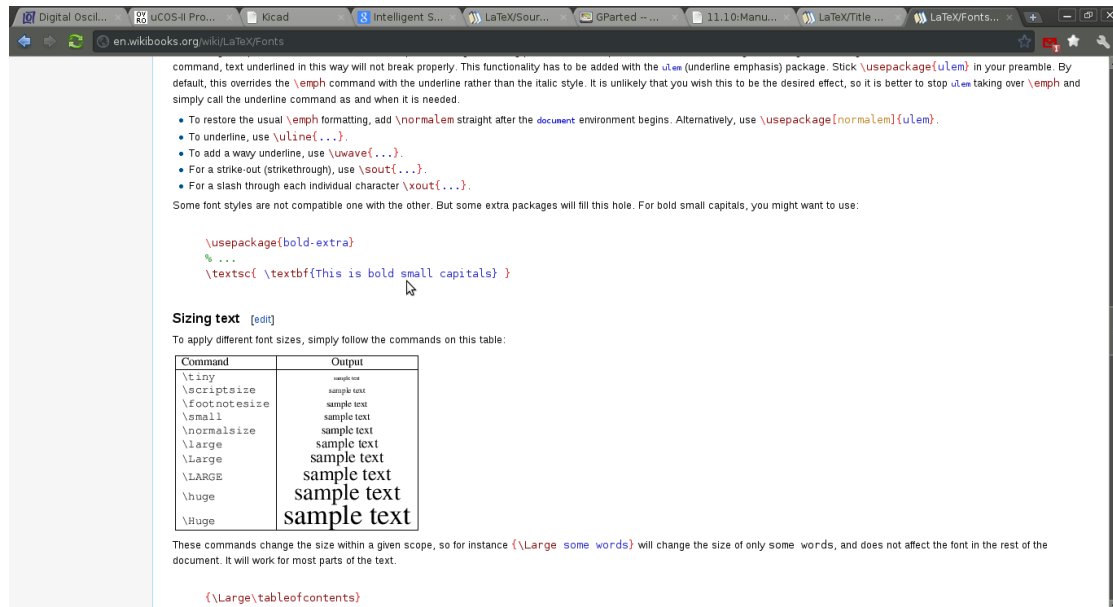 Digital Oscil... uCOS-II Pro... Kicad Intelligent S... LaTeX/Sour... GParted -- ... 11.10:Manu... LaTeX/Title ... LaTeX/Fonts...
en.wikibooks.org/wiki/LaTeX/Fonts
command, text underlined in this way will not break properly. This functionality has to be added with the ulem (underline emphasis) package. Stick \usepackage{ulem} in your preamble. By
default, this overrides the \emph command with the underline rather than the italic style. It is unlikely that you wish this to be the desired effect, so it is better to stop ulem taking over \emph and
simply call the underline command as and when it is needed.
• To restore the usual \emph formatting, add \normalem straight after the document environment begins. Alternatively, use \usepackage[normalem]{ulem}.
• To underline, use \uline{...}.
• To add a wavy underline, use \uwave{...}.
• For a strike-out (strikethrough), use \sout{...}.
• For a slash through each individual character \xout{...}.
Some font styles are not compatible one with the other. But some extra packages will fill this hole. For bold small capitals, you might want to use:
\usepackage{bold-extra}
% ...
\textsc{ \textbf{This is bold small capitals} }
Sizing text [edit]
To apply different font sizes, simply follow the commands on this table:
Command Output
\tiny sample text
\scriptsize sample text
\footnotesize sample text
\small sample text
\normalsize sample text
\large sample text
\Large sample text
\LARGE sample text
\huge sample text
\Huge sample text
These commands change the size within a given scope, so for instance {\Large some words} will change the size of only some words, and does not affect the font in the rest of the
document. It will work for most parts of the text.
{\Large\tableofcontents}